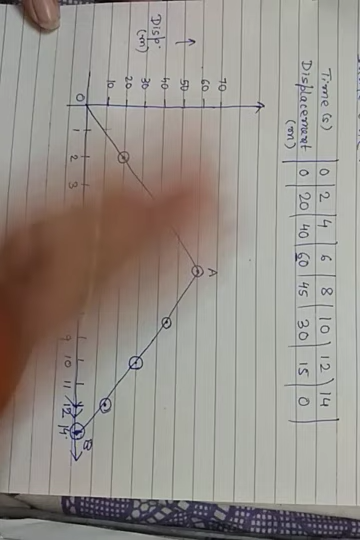 Time (s) 0 2 4 6 8 10 12 14
Displacement (m) 0 20 40 60 45 30 15 0
Disp. (m)
70
60
50
40
30
20
10
0 1 2 3 9 10 11 12 14
A
B